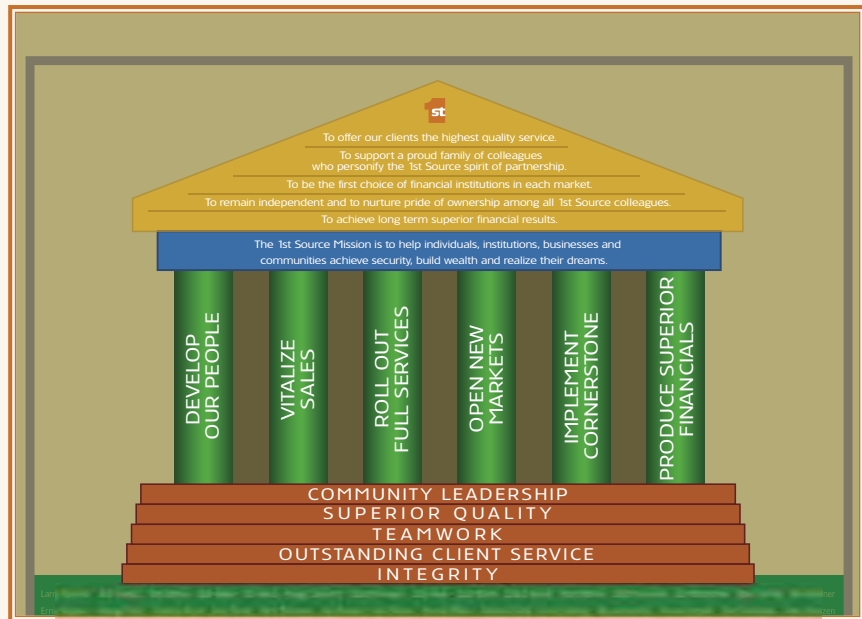 1st
To offer our clients the highest quality service.
To support a proud family of colleagues
who personify the 1st Source spirit of partnership.
To be the first choice of financial institutions in each market.
To remain independent and to nurture pride of ownership among all 1st Source colleagues.
To achieve long term superior financial results.
The 1st Source Mission is to help individuals, institutions, businesses and
communities achieve security, build wealth and realize their dreams.
DEVELOP
OUR PEOPLE
VITALIZE
SALES
ROLL OUT
FULL SERVICES
OPEN NEW
MARKETS
IMPLEMENT
CORNERSTONE
PRODUCE SUPERIOR
FINANCIALS
COMMUNITY LEADERSHIP
SUPERIOR QUALITY
TEAMWORK
OUTSTANDING CLIENT SERVICE
INTEGRITY